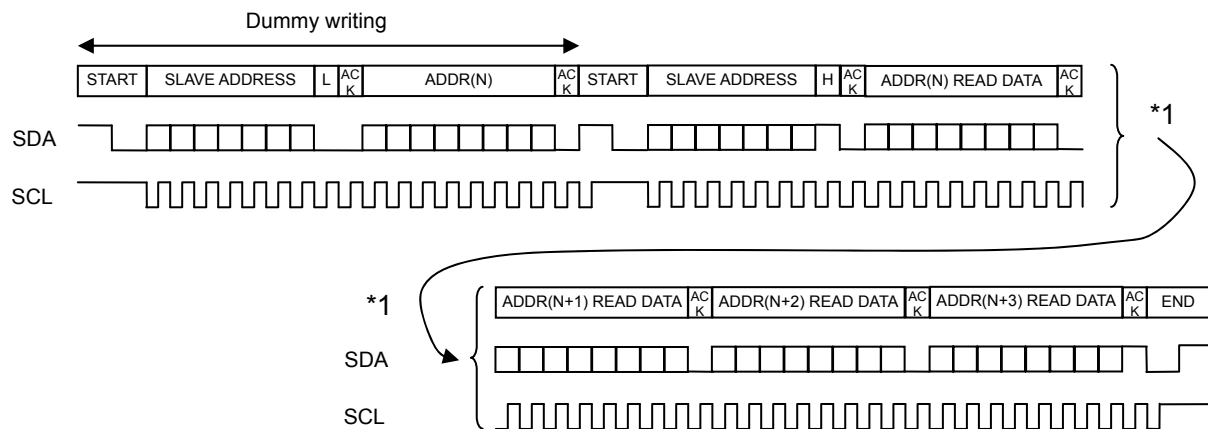 Dummy writing
START SLAVE ADDRESS L ACK ADDR(N) ACK START SLAVE ADDRESS H ACK ADDR(N) READ DATA ACK
*1
SDA
SCL
*1
ADDR(N+1) READ DATA ACK ADDR(N+2) READ DATA ACK ADDR(N+3) READ DATA ACK END
SDA
SCL